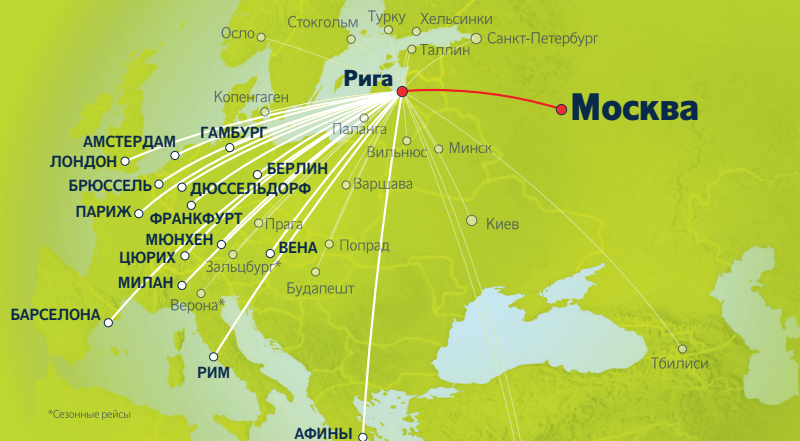 Турку
Хельсинки
Стокгольм
Осло
Санкт-Петербург
Таллин
Рига
Копенгаген
Москва
ГАМБУРГ
Паланга
АМСТЕРДАМ
ЛОНДОН
Вильнюс
Минск
БЕРЛИН
БРЮССЕЛЬ
ДЮССЕЛЬДОРФ
Варшава
ПАРИЖ
ФРАНКФУРТ
Прага
Киев
МЮНХЕН
ВЕНА
Попрад
ЦЮРИХ
Зальцбург*
МИЛАН
Будапешт
Верона*
БАРСЕЛОНА
Тбилиси
РИМ
*Сезонные рейсы
АФИНЫ